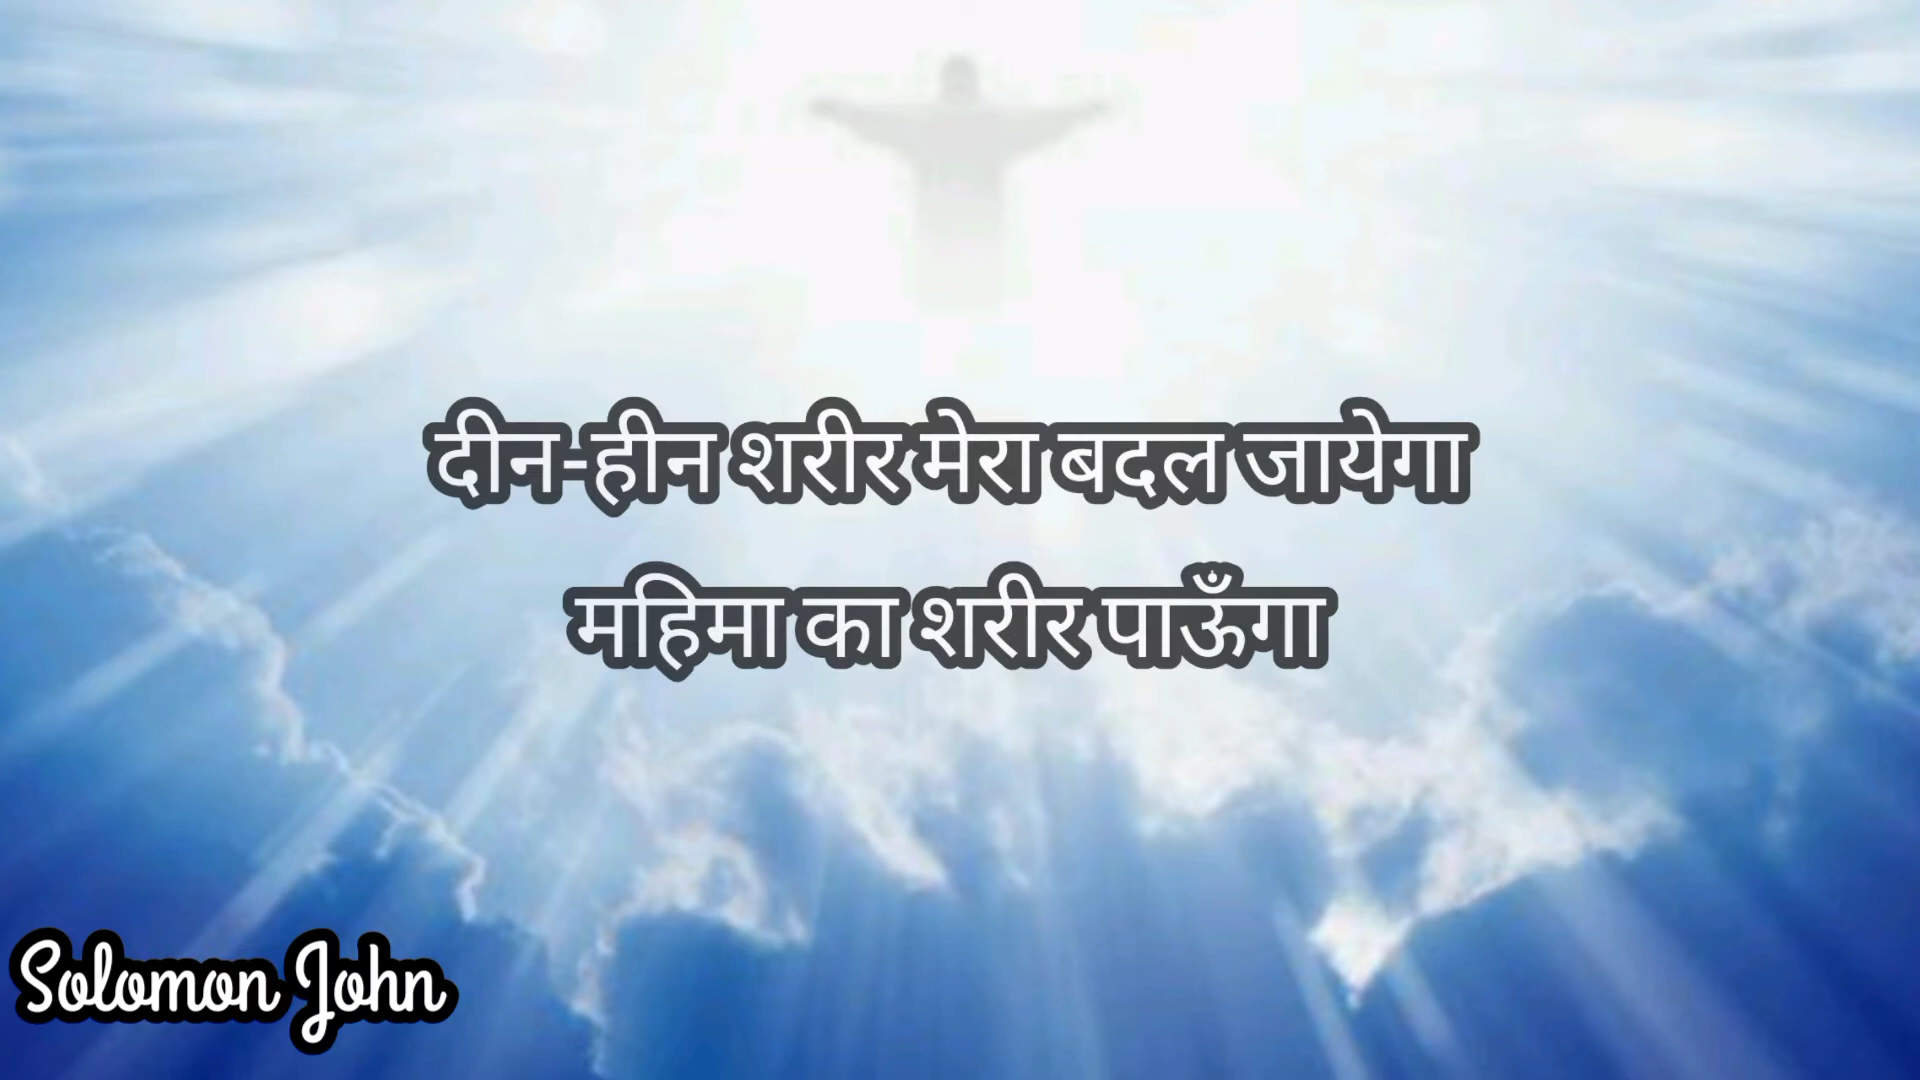 दीन-हीन शरीर मेरा बदल जायेगा
महिमा का शरीर पाऊँगा
Solomon John